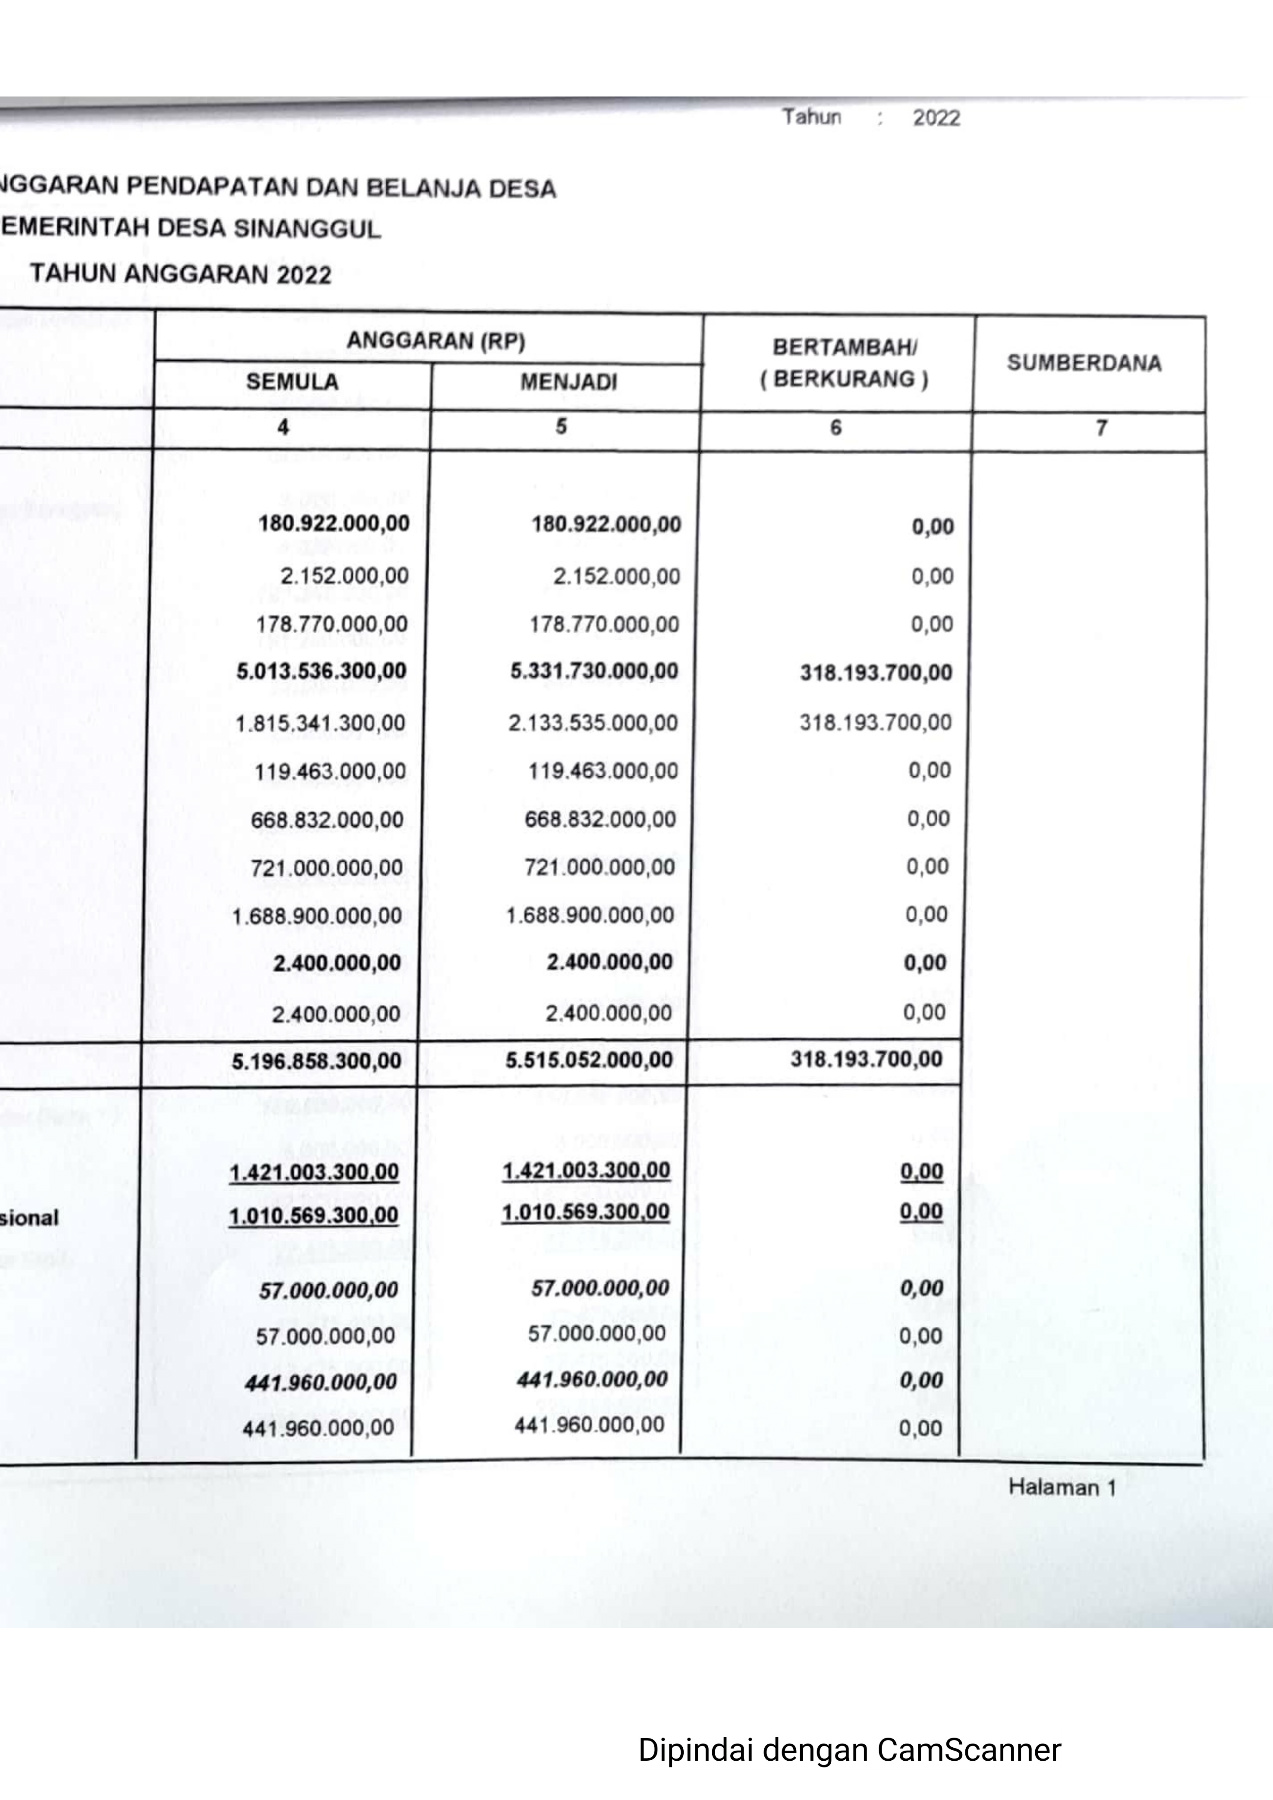 Tahun : 2022
NGGARAN PENDAPATAN DAN BELANJA DESA
EMERINTAH DESA SINANGGUL
TAHUN ANGGARAN 2022
ANGGARAN (RP) BERTAMBAH/ ( BERKURANG ) SUMBERDANA
SEMULA MENJADI
4 5 6 7
180.922.000,00 180.922.000,00 0,00
2.152.000,00 2.152.000,00 0,00
178.770.000,00 178.770.000,00 0,00
5.013.536.300,00 5.331.730.000,00 318.193.700,00
1.815.341.300,00 2.133.535.000,00 318.193.700,00
119.463.000,00 119.463.000,00 0,00
668.832.000,00 668.832.000,00 0,00
721.000.000,00 721.000.000,00 0,00
1.688.900.000,00 1.688.900.000,00 0,00
2.400.000,00 2.400.000,00 0,00
2.400.000,00 2.400.000,00 0,00
5.196.858.300,00 5.515.052.000,00 318.193.700,00
1.421.003.300,00 1.421.003.300,00 0,00
sional 1.010.569.300,00 1.010.569.300,00 0,00
57.000.000,00 57.000.000,00 0,00
57.000.000,00 57.000.000,00 0,00
441.960.000,00 441.960.000,00 0,00
441.960.000,00 441.960.000,00 0,00
Halaman 1
Dipindai dengan CamScanner